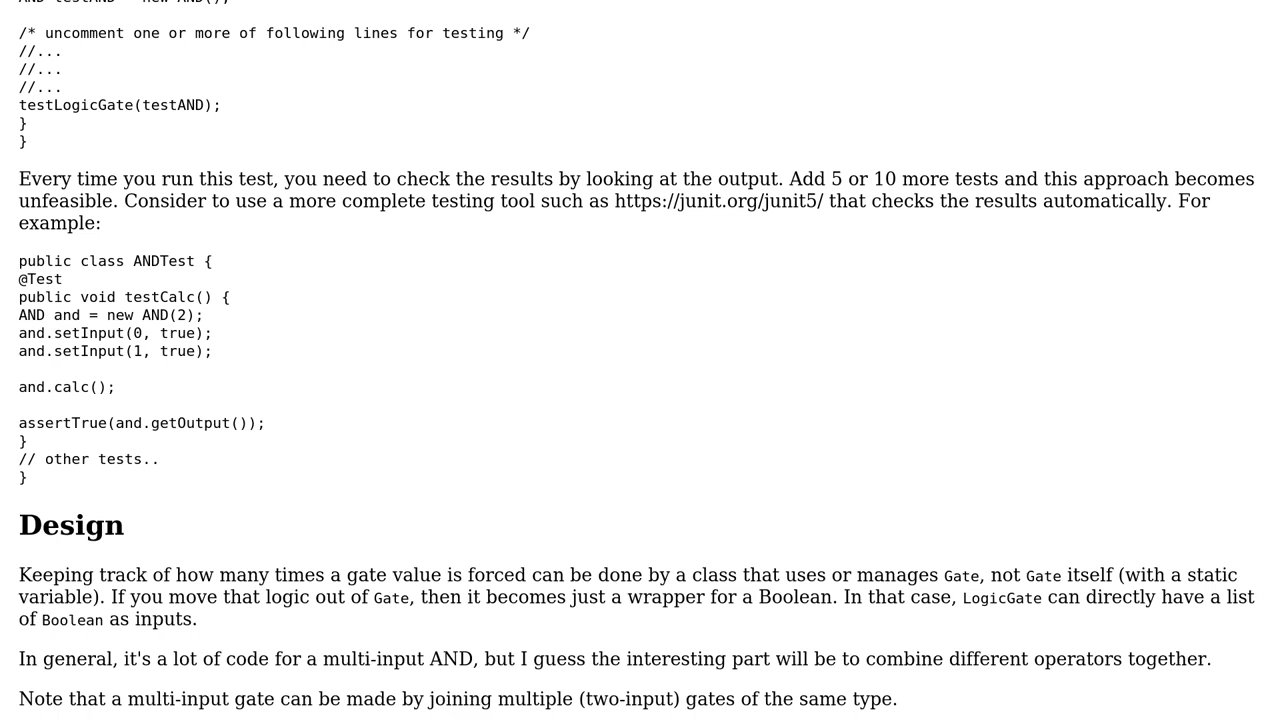 AND testAND = new AND();
/* uncomment one or more of following lines for testing */
//...
//...
//...
testLogicGate(testAND);
}
}
Every time you run this test, you need to check the results by looking at the output. Add 5 or 10 more tests and this approach becomes
unfeasible. Consider to use a more complete testing tool such as https://junit.org/junit5/ that checks the results automatically. For
example:
public class ANDTest {
@Test
public void testCalc() {
AND and = new AND(2);
and.setInput(0, true);
and.setInput(1, true);
and.calc();
assertTrue(and.getOutput());
}
// other tests..
}
Design
Keeping track of how many times a gate value is forced can be done by a class that uses or manages Gate, not Gate itself (with a static
variable). If you move that logic out of Gate, then it becomes just a wrapper for a Boolean. In that case, LogicGate can directly have a list
of Boolean as inputs.
In general, it's a lot of code for a multi-input AND, but I guess the interesting part will be to combine different operators together.
Note that a multi-input gate can be made by joining multiple (two-input) gates of the same type.